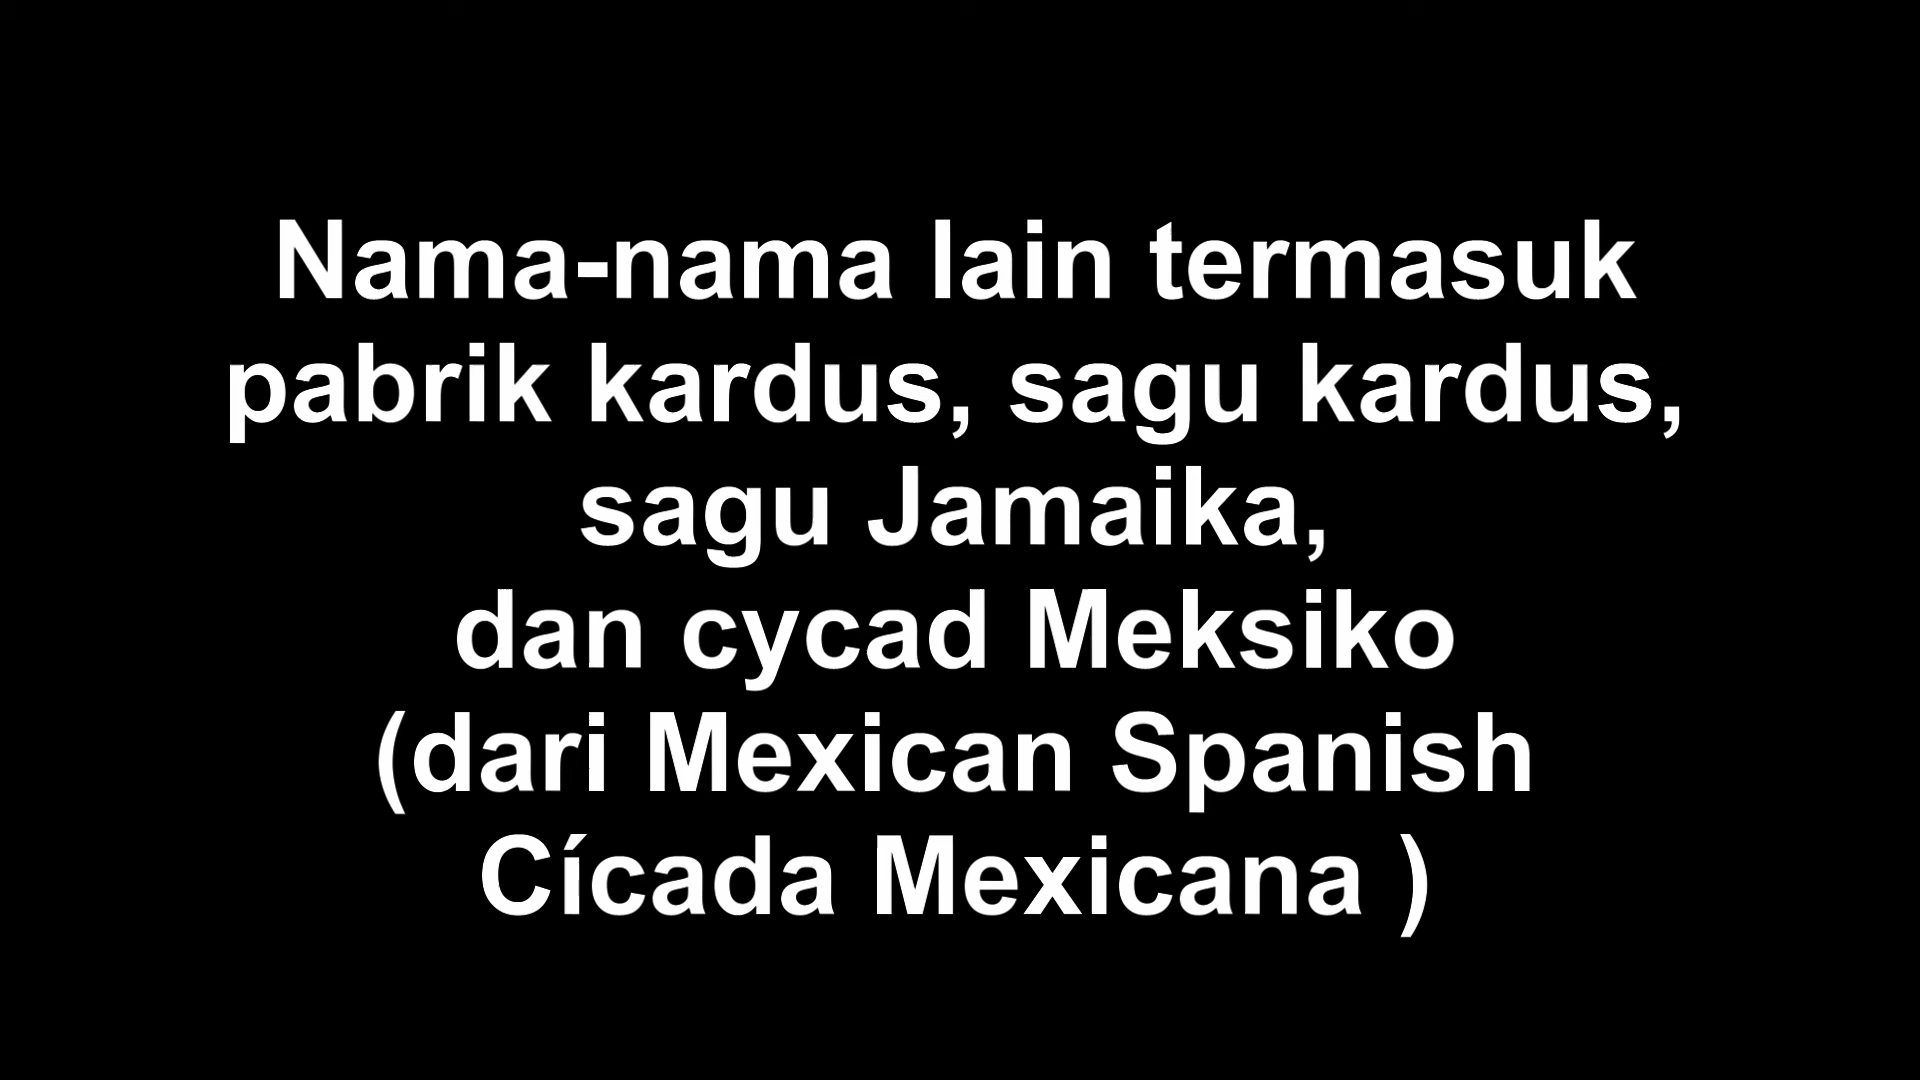 Nama-nama lain termasuk
pabrik kardus, sagu kardus,
sagu Jamaika,
dan cycad Meksiko
(dari Mexican Spanish
Cícada Mexicana )